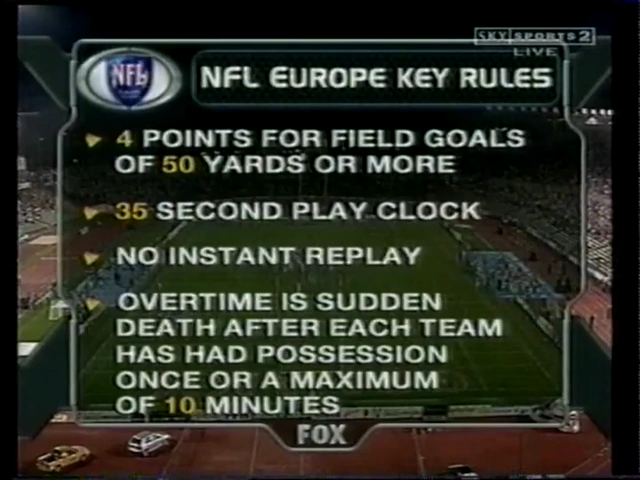 SKY SPORTS 2
LIVE
NFL
NFL EUROPE KEY RULES
4 POINTS FOR FIELD GOALS
OF 50 YARDS OR MORE
35 SECOND PLAY CLOCK
NO INSTANT REPLAY
OVERTIME IS SUDDEN
DEATH AFTER EACH TEAM
HAS HAD POSSESSION
ONCE OR A MAXIMUM
OF 10 MINUTES
FOX